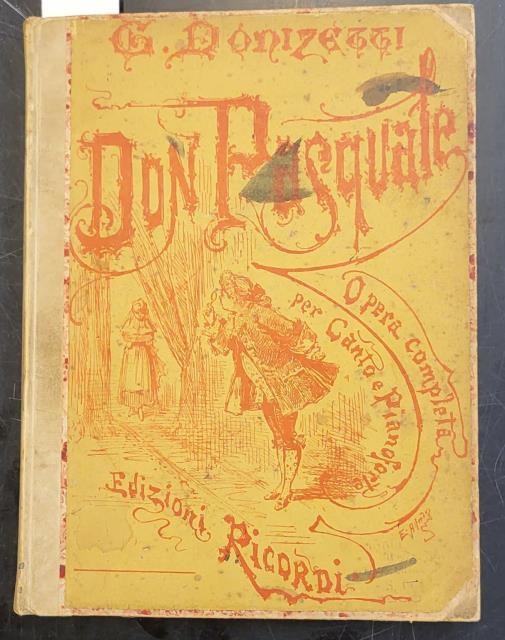 G. Donizetti
Don Pasquale
Opera completa
per Canto e Pianoforte
Edizioni
Ricordi